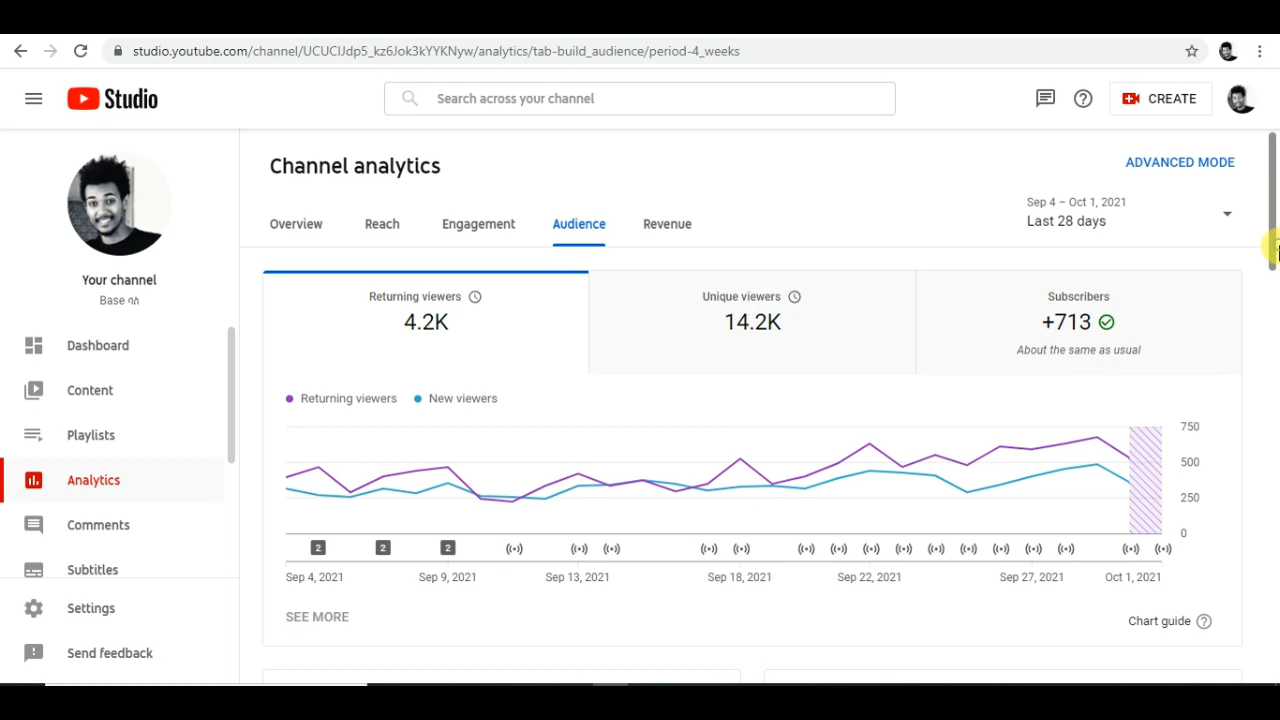 studio.youtube.com/channel/UCUCIJdp5_kz6Jok3kYYKNyw/analytics/tab-build_audience/period-4_weeks
Studio
Search across your channel
CREATE
Your channel
Base ባስ
Dashboard
Content
Playlists
Analytics
Comments
Subtitles
Settings
Send feedback
Channel analytics
ADVANCED MODE
Overview
Reach
Engagement
Audience
Revenue
Sep 4 – Oct 1, 2021
Last 28 days
Returning viewers
4.2K
Unique viewers
14.2K
Subscribers
+713
About the same as usual
Returning viewers
New viewers
750
500
250
0
2
2
2
Sep 4, 2021
Sep 9, 2021
Sep 13, 2021
Sep 18, 2021
Sep 22, 2021
Sep 27, 2021
Oct 1, 2021
SEE MORE
Chart guide